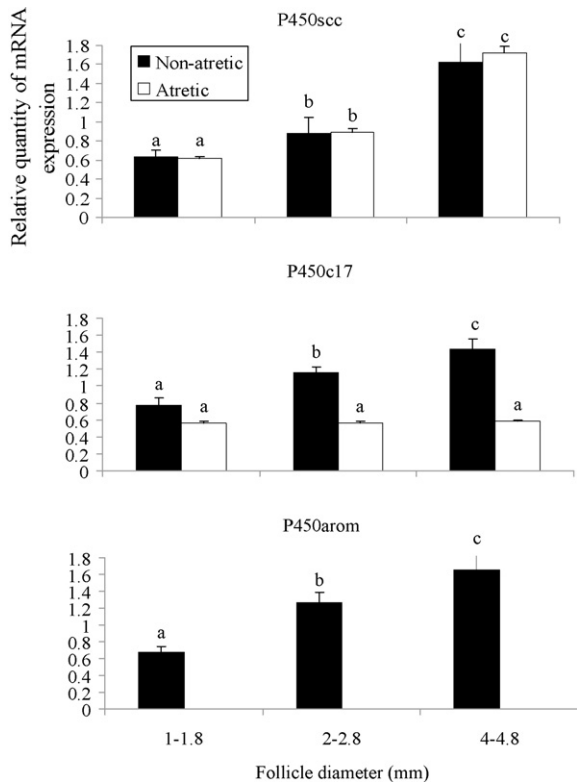 P450scc
Relative quantity of mRNA
expression
1.8
1.6
1.4
1.2
1
0.8
0.6
0.4
0.2
0
Non-atretic
Atretic
a a
b b
c c
P450c17
1.8
1.6
1.4
1.2
1
0.8
0.6
0.4
0.2
0
a a
b a
c a
P450arom
1.8
1.6
1.4
1.2
1
0.8
0.6
0.4
0.2
0
a
b
c
1-1.8 2-2.8 4-4.8
Follicle diameter (mm)